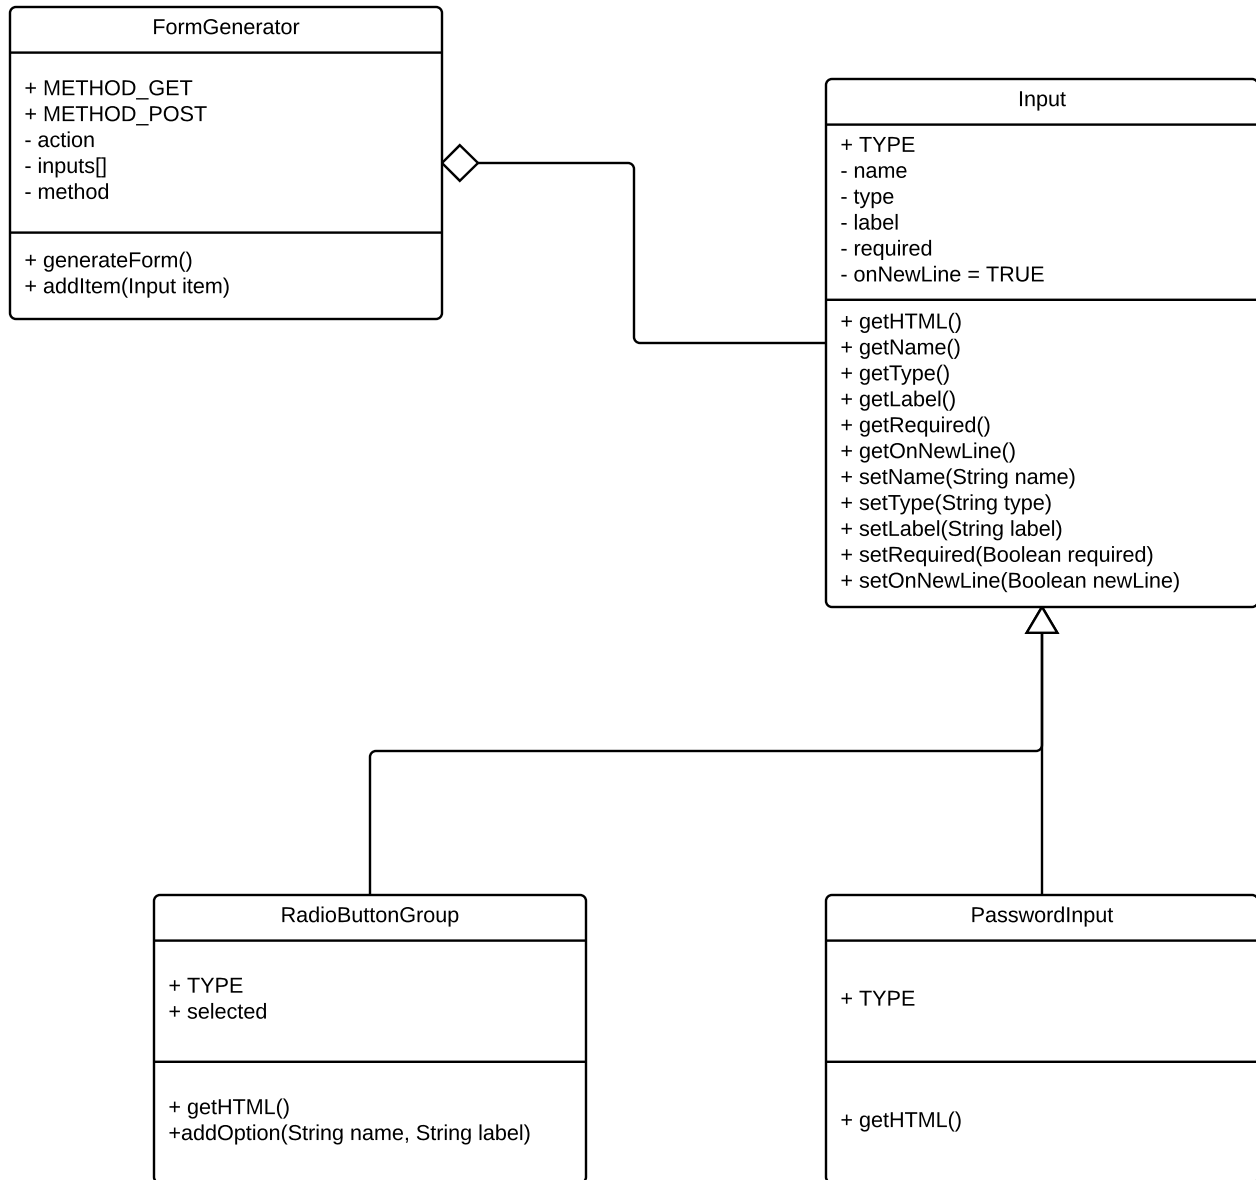 FormGenerator
+ METHOD_GET
+ METHOD_POST
- action
- inputs[]
- method
+ generateForm()
+ addItem(Input item)
Input
+ TYPE
- name
- type
- label
- required
- onNewLine = TRUE
+ getHTML()
+ getName()
+ getType()
+ getLabel()
+ getRequired()
+ getOnNewLine()
+ setName(String name)
+ setType(String type)
+ setLabel(String label)
+ setRequired(Boolean required)
+ setOnNewLine(Boolean newLine)
RadioButtonGroup
+ TYPE
+ selected
+ getHTML()
+addOption(String name, String label)
PasswordInput
+ TYPE
+ getHTML()